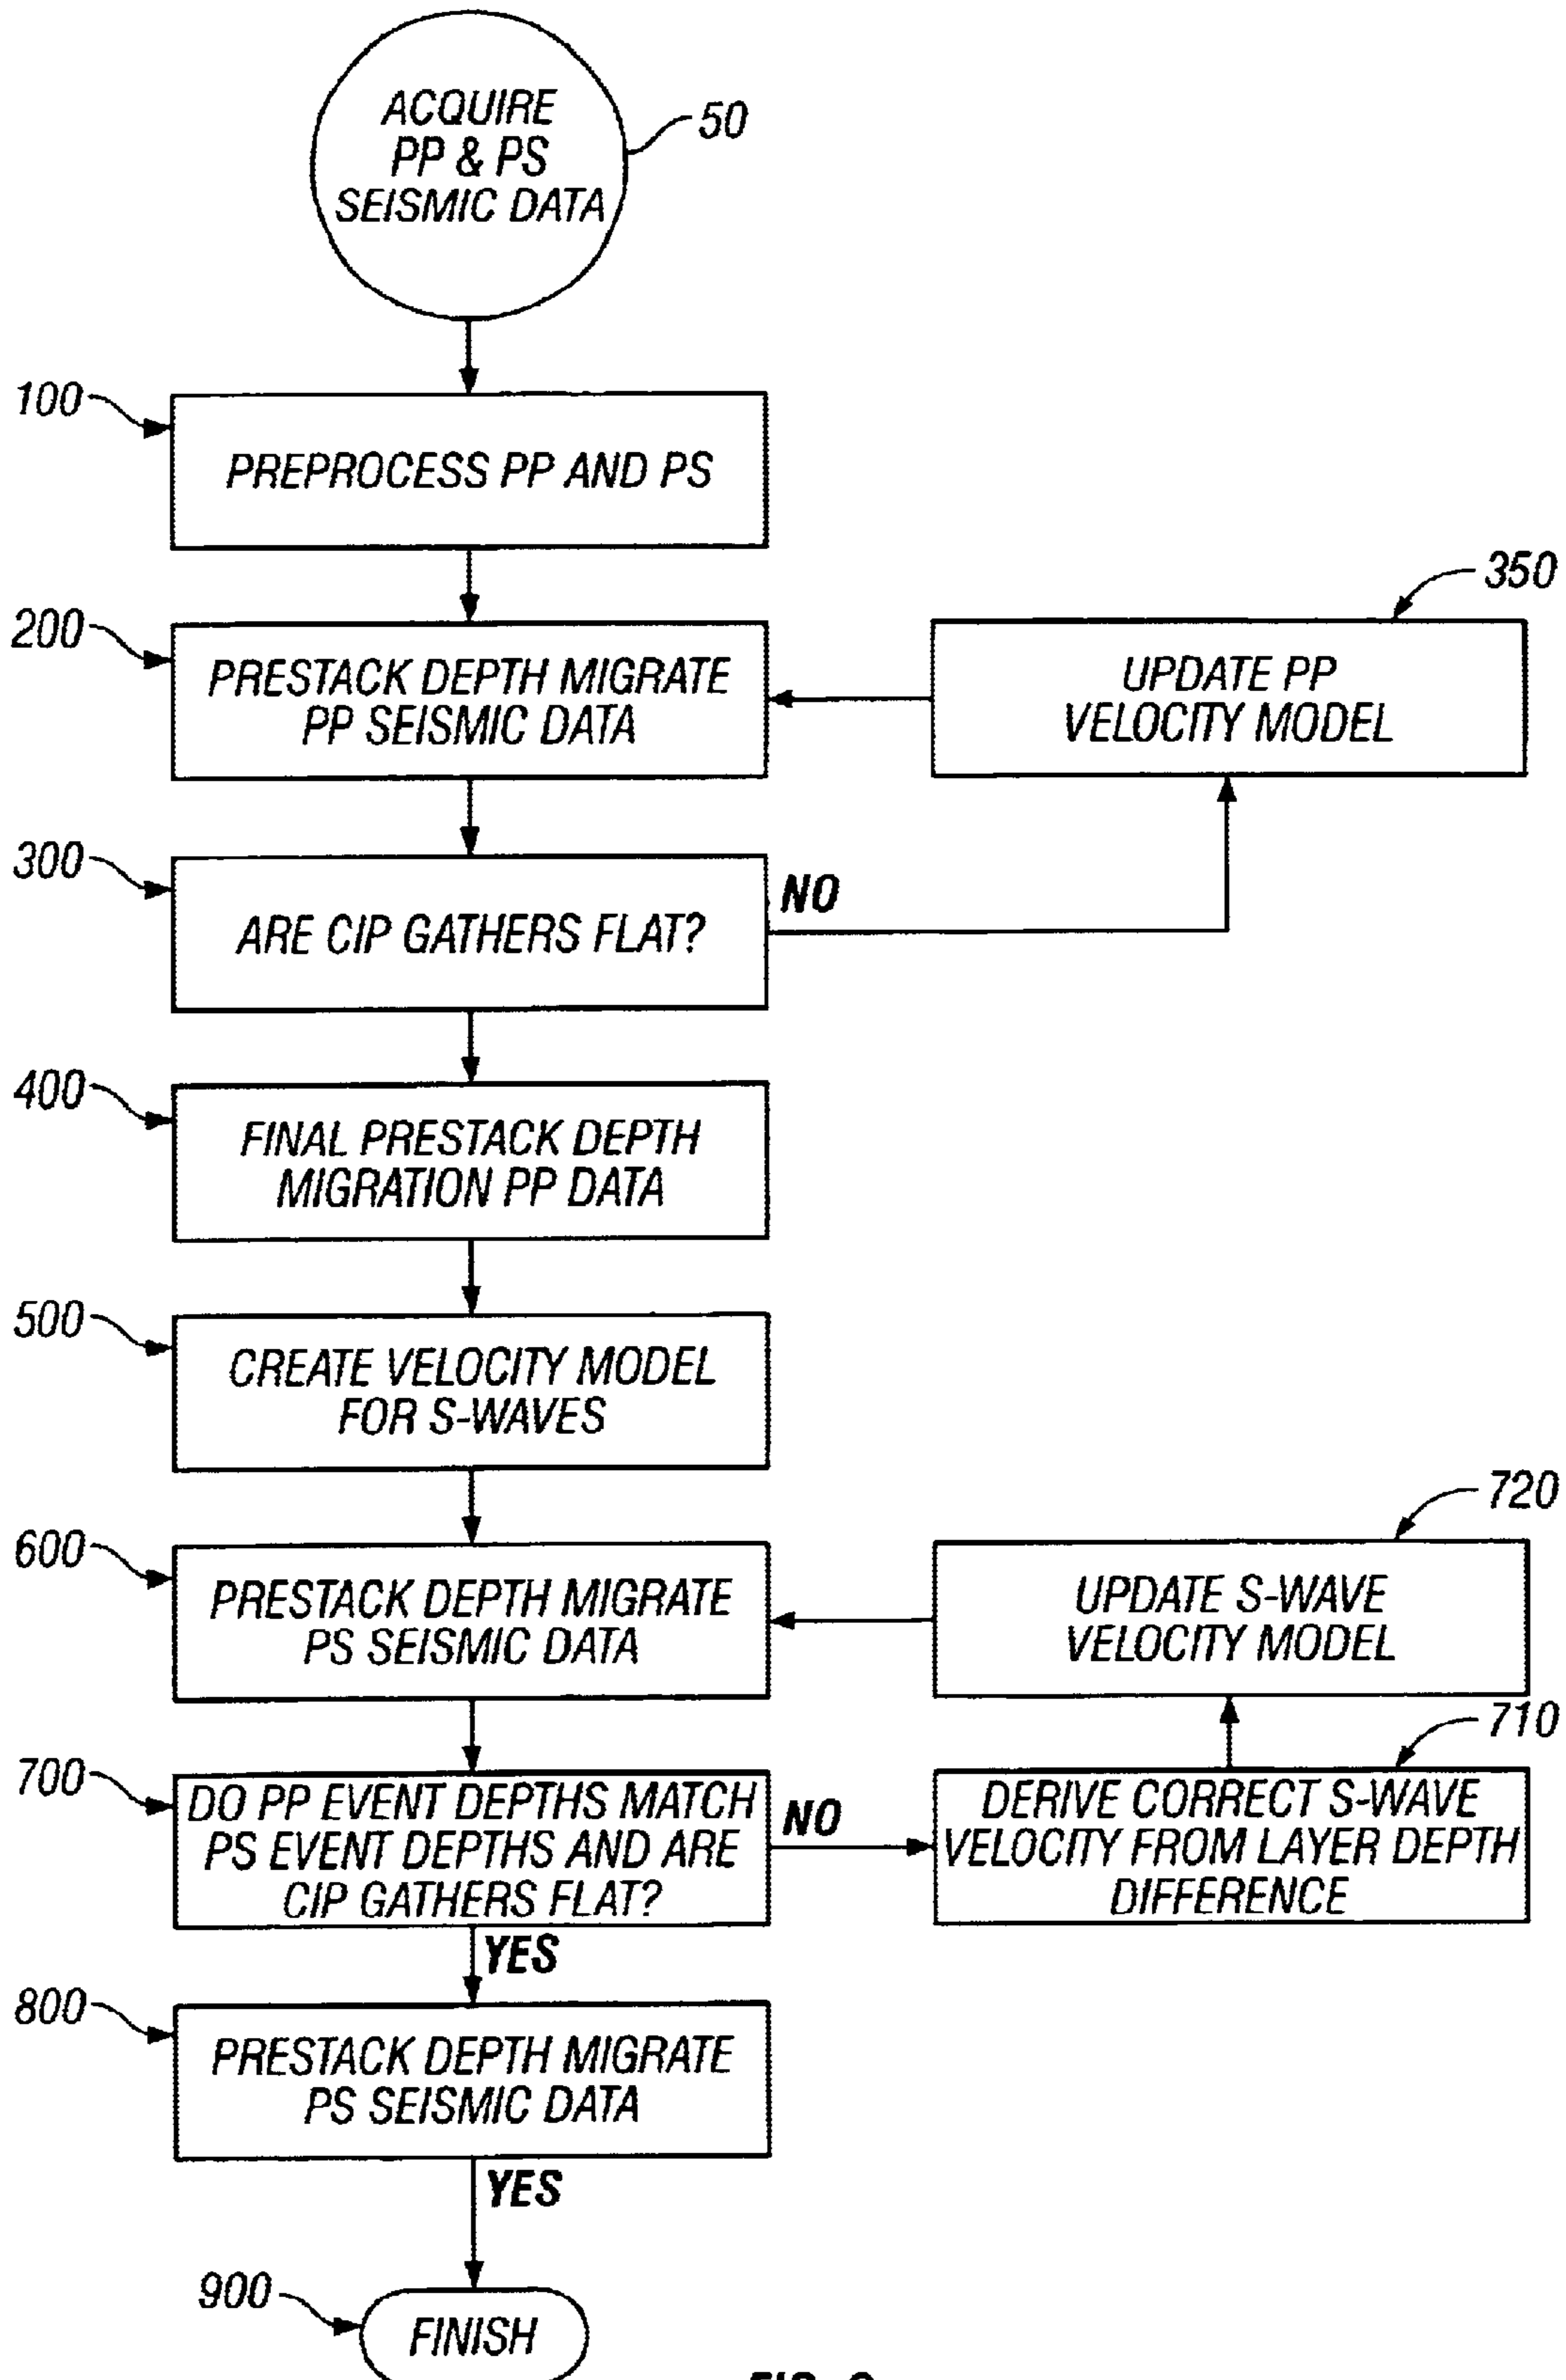 ACQUIRE
PP & PS
SEISMIC DATA
50
100
PREPROCESS PP AND PS
200
PRESTACK DEPTH MIGRATE
PP SEISMIC DATA
350
UPDATE PP
VELOCITY MODEL
300
ARE CIP GATHERS FLAT?
NO
400
FINAL PRESTACK DEPTH
MIGRATION PP DATA
500
CREATE VELOCITY MODEL
FOR S-WAVES
600
PRESTACK DEPTH MIGRATE
PS SEISMIC DATA
720
UPDATE S-WAVE
VELOCITY MODEL
700
DO PP EVENT DEPTHS MATCH
PS EVENT DEPTHS AND ARE
CIP GATHERS FLAT?
NO
710
DERIVE CORRECT S-WAVE
VELOCITY FROM LAYER DEPTH
DIFFERENCE
YES
800
PRESTACK DEPTH MIGRATE
PS SEISMIC DATA
YES
900
FINISH